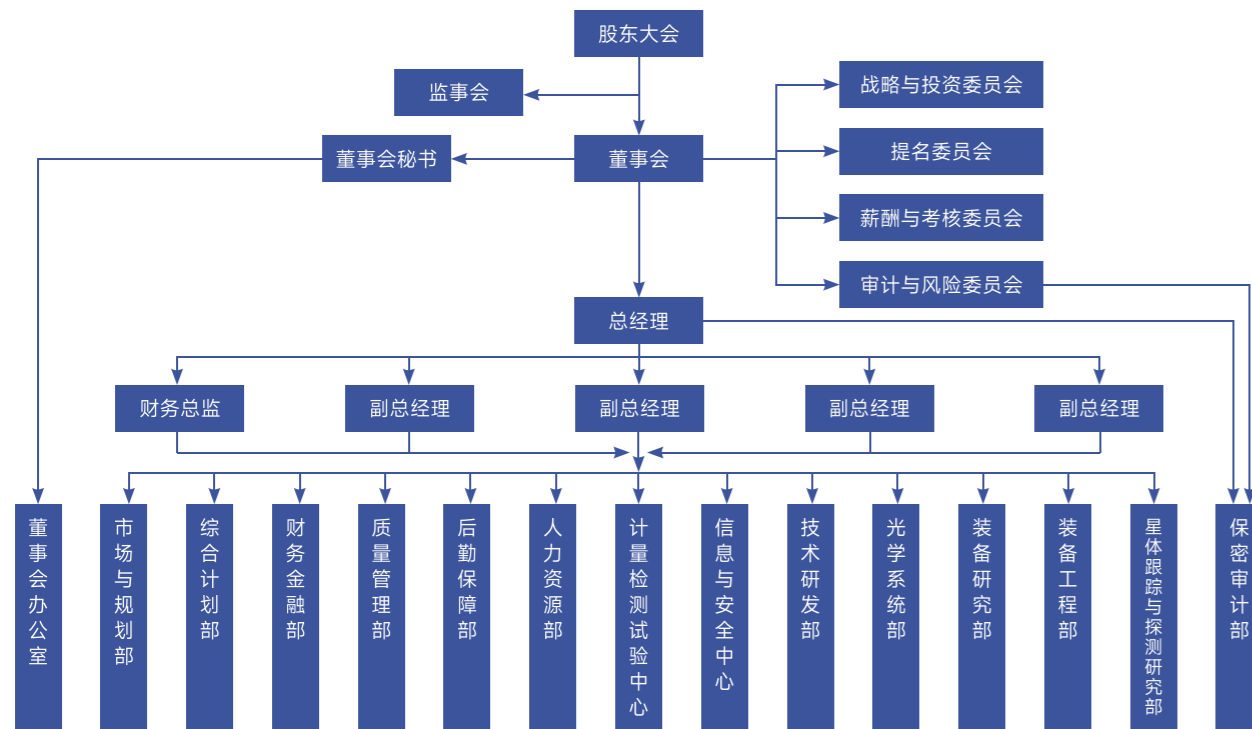 股东大会
监事会
战略与投资委员会
提名委员会
董事会秘书
董事会
薪酬与考核委员会
审计与风险委员会
总经理
财务总监
副总经理
副总经理
副总经理
副总经理
董事会办公室
市场与规划部
综合计划部
财务金融部
质量管理部
后勤保障部
人力资源部
计量检测试验中心
信息与安全中心
技术研发部
光学系统部
装备研究部
装备工程部
星体跟踪与探测研究部
保密审计部